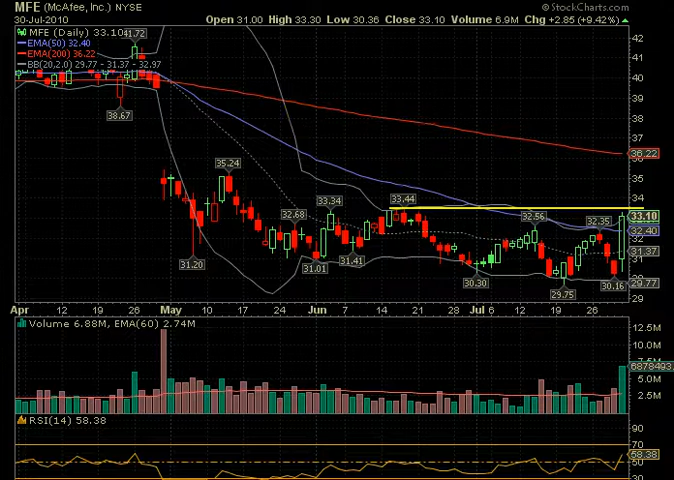 MFE (McAfee, Inc.) NYSE
© StockCharts.com
30-Jul-2010
Open 31.00 High 33.30 Low 30.36 Close 33.10 Volume 6.9M Chg +2.85 (+9.42%)
MFE (Daily) 33.10
EMA(50) 32.40
EMA(200) 36.22
BB(20,2.0) 29.77 - 31.37 - 32.97
41.72
38.67
35.24
31.20
32.68
31.01
33.34
31.41
33.44
30.30
32.56
29.75
32.35
30.16
42
41
40
39
38
37
36.22
35
34
33.10
32.40
31.37
30
29.77
29
Apr 12 19 26 May 10 17 24 Jun 7 14 21 28 Jul 6 12 19 26
Volume 6.88M, EMA(60) 2.74M
12.5M
10.0M
7.5M
6878493
5.0M
2.5M
RSI(14) 58.38
90
70
58.38
50
30